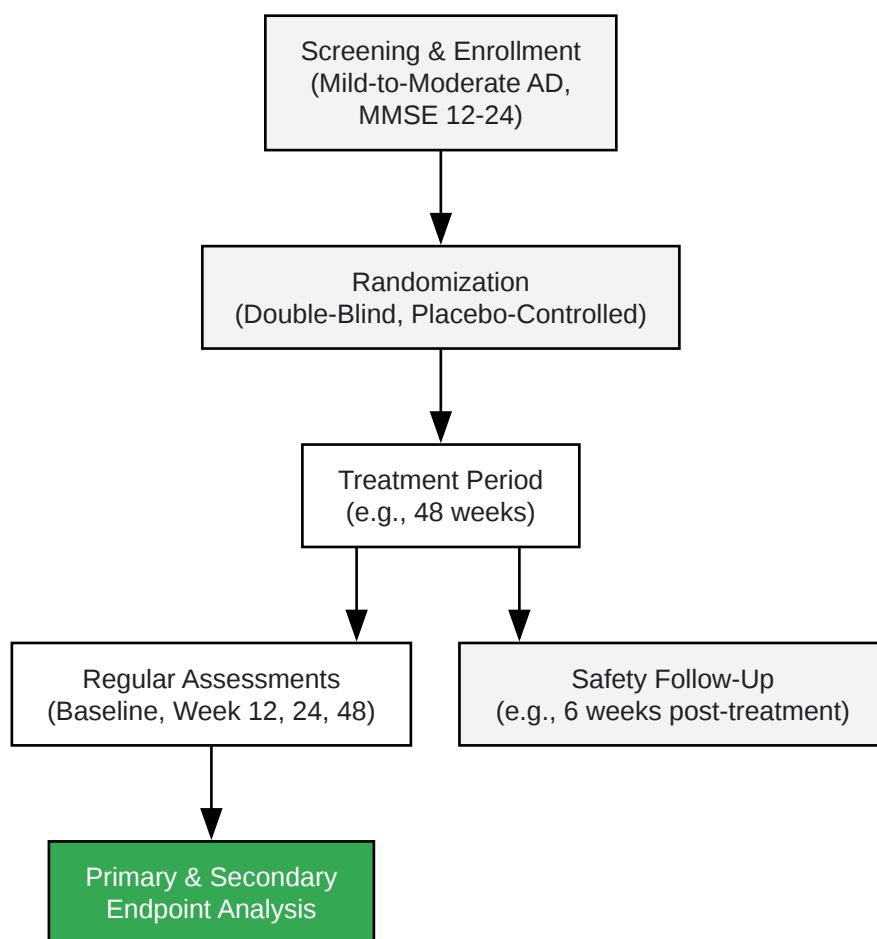 Screening & Enrollment
(Mild-to-Moderate AD,
MMSE 12-24)
Randomization
(Double-Blind, Placebo-Controlled)
Treatment Period
(e.g., 48 weeks)
Regular Assessments
(Baseline, Week 12, 24, 48)
Safety Follow-Up
(e.g., 6 weeks post-treatment)
Primary & Secondary
Endpoint Analysis